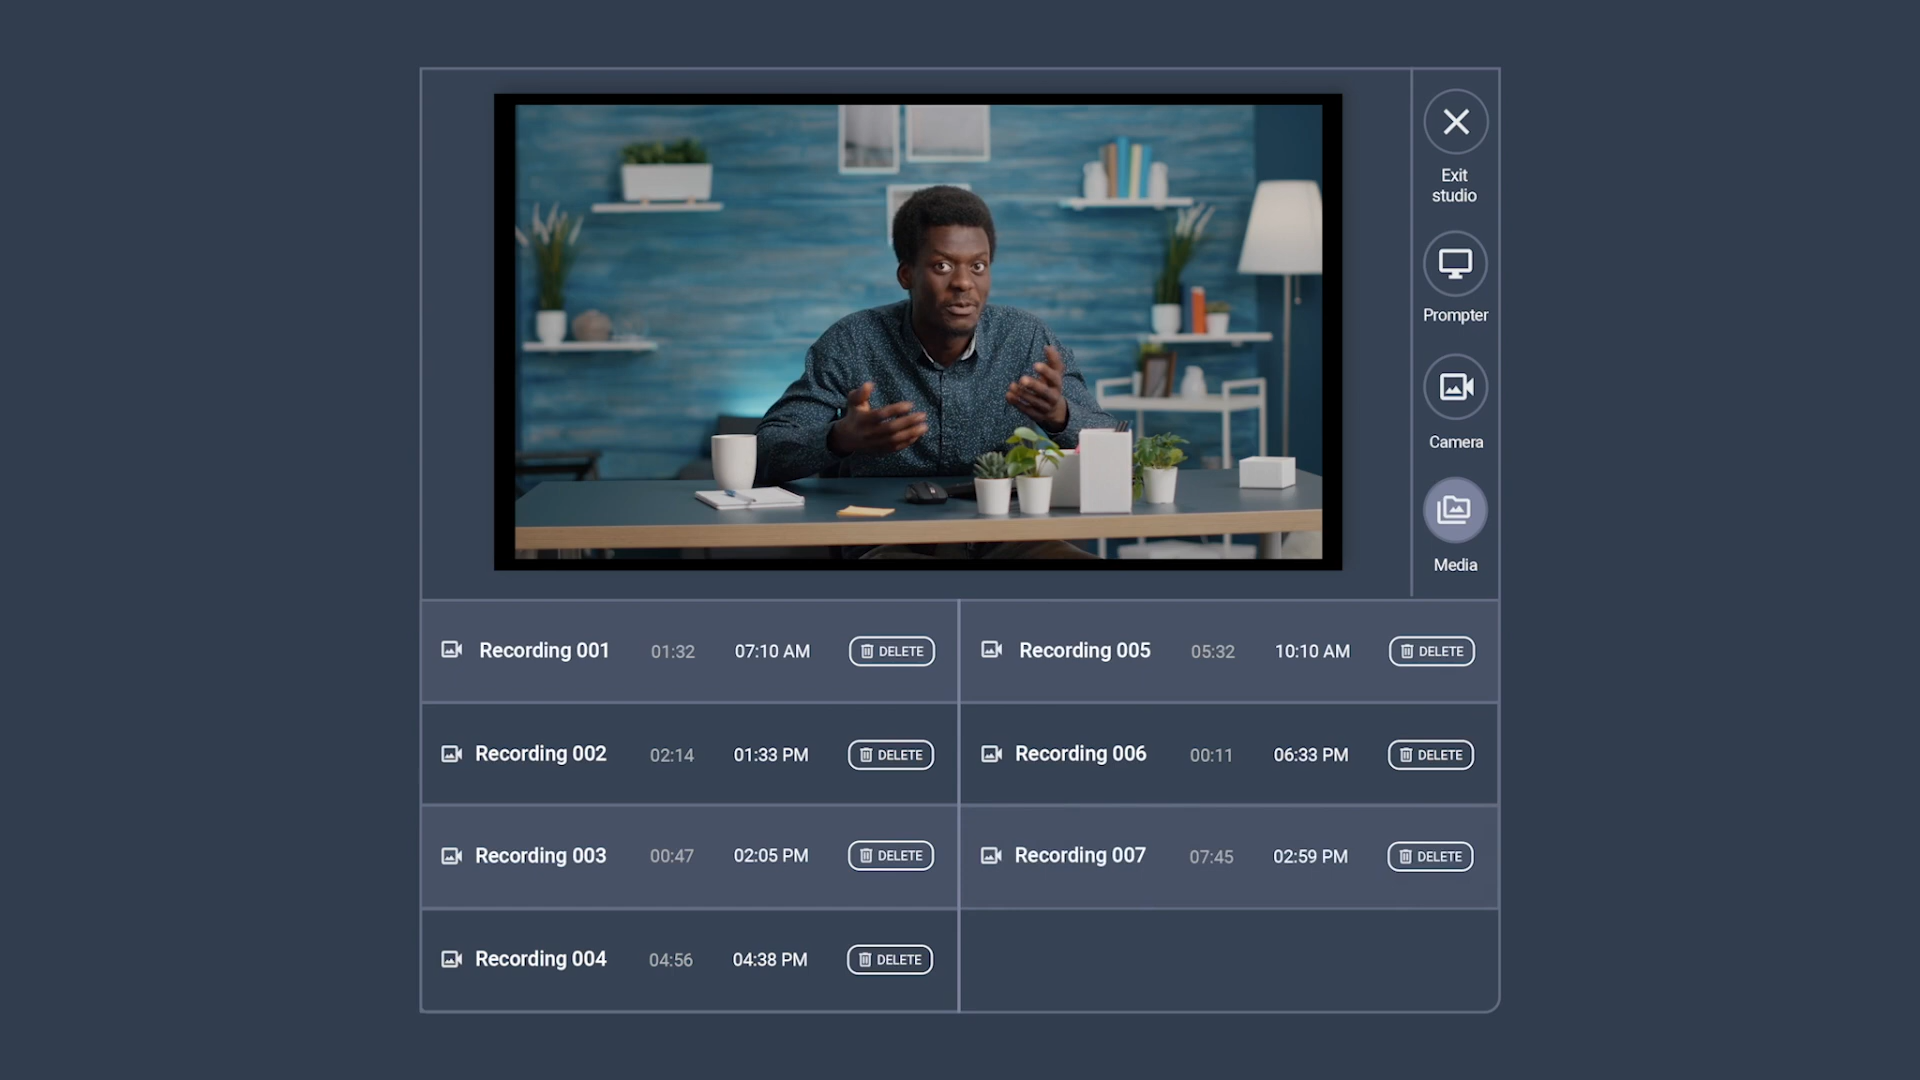 Exit
studio
Prompter
Camera
Media
Recording 001 01:32 07:10 AM DELETE
Recording 002 02:14 01:33 PM DELETE
Recording 003 00:47 02:05 PM DELETE
Recording 004 04:56 04:38 PM DELETE
Recording 005 05:32 10:10 AM DELETE
Recording 006 00:11 06:33 PM DELETE
Recording 007 07:45 02:59 PM DELETE